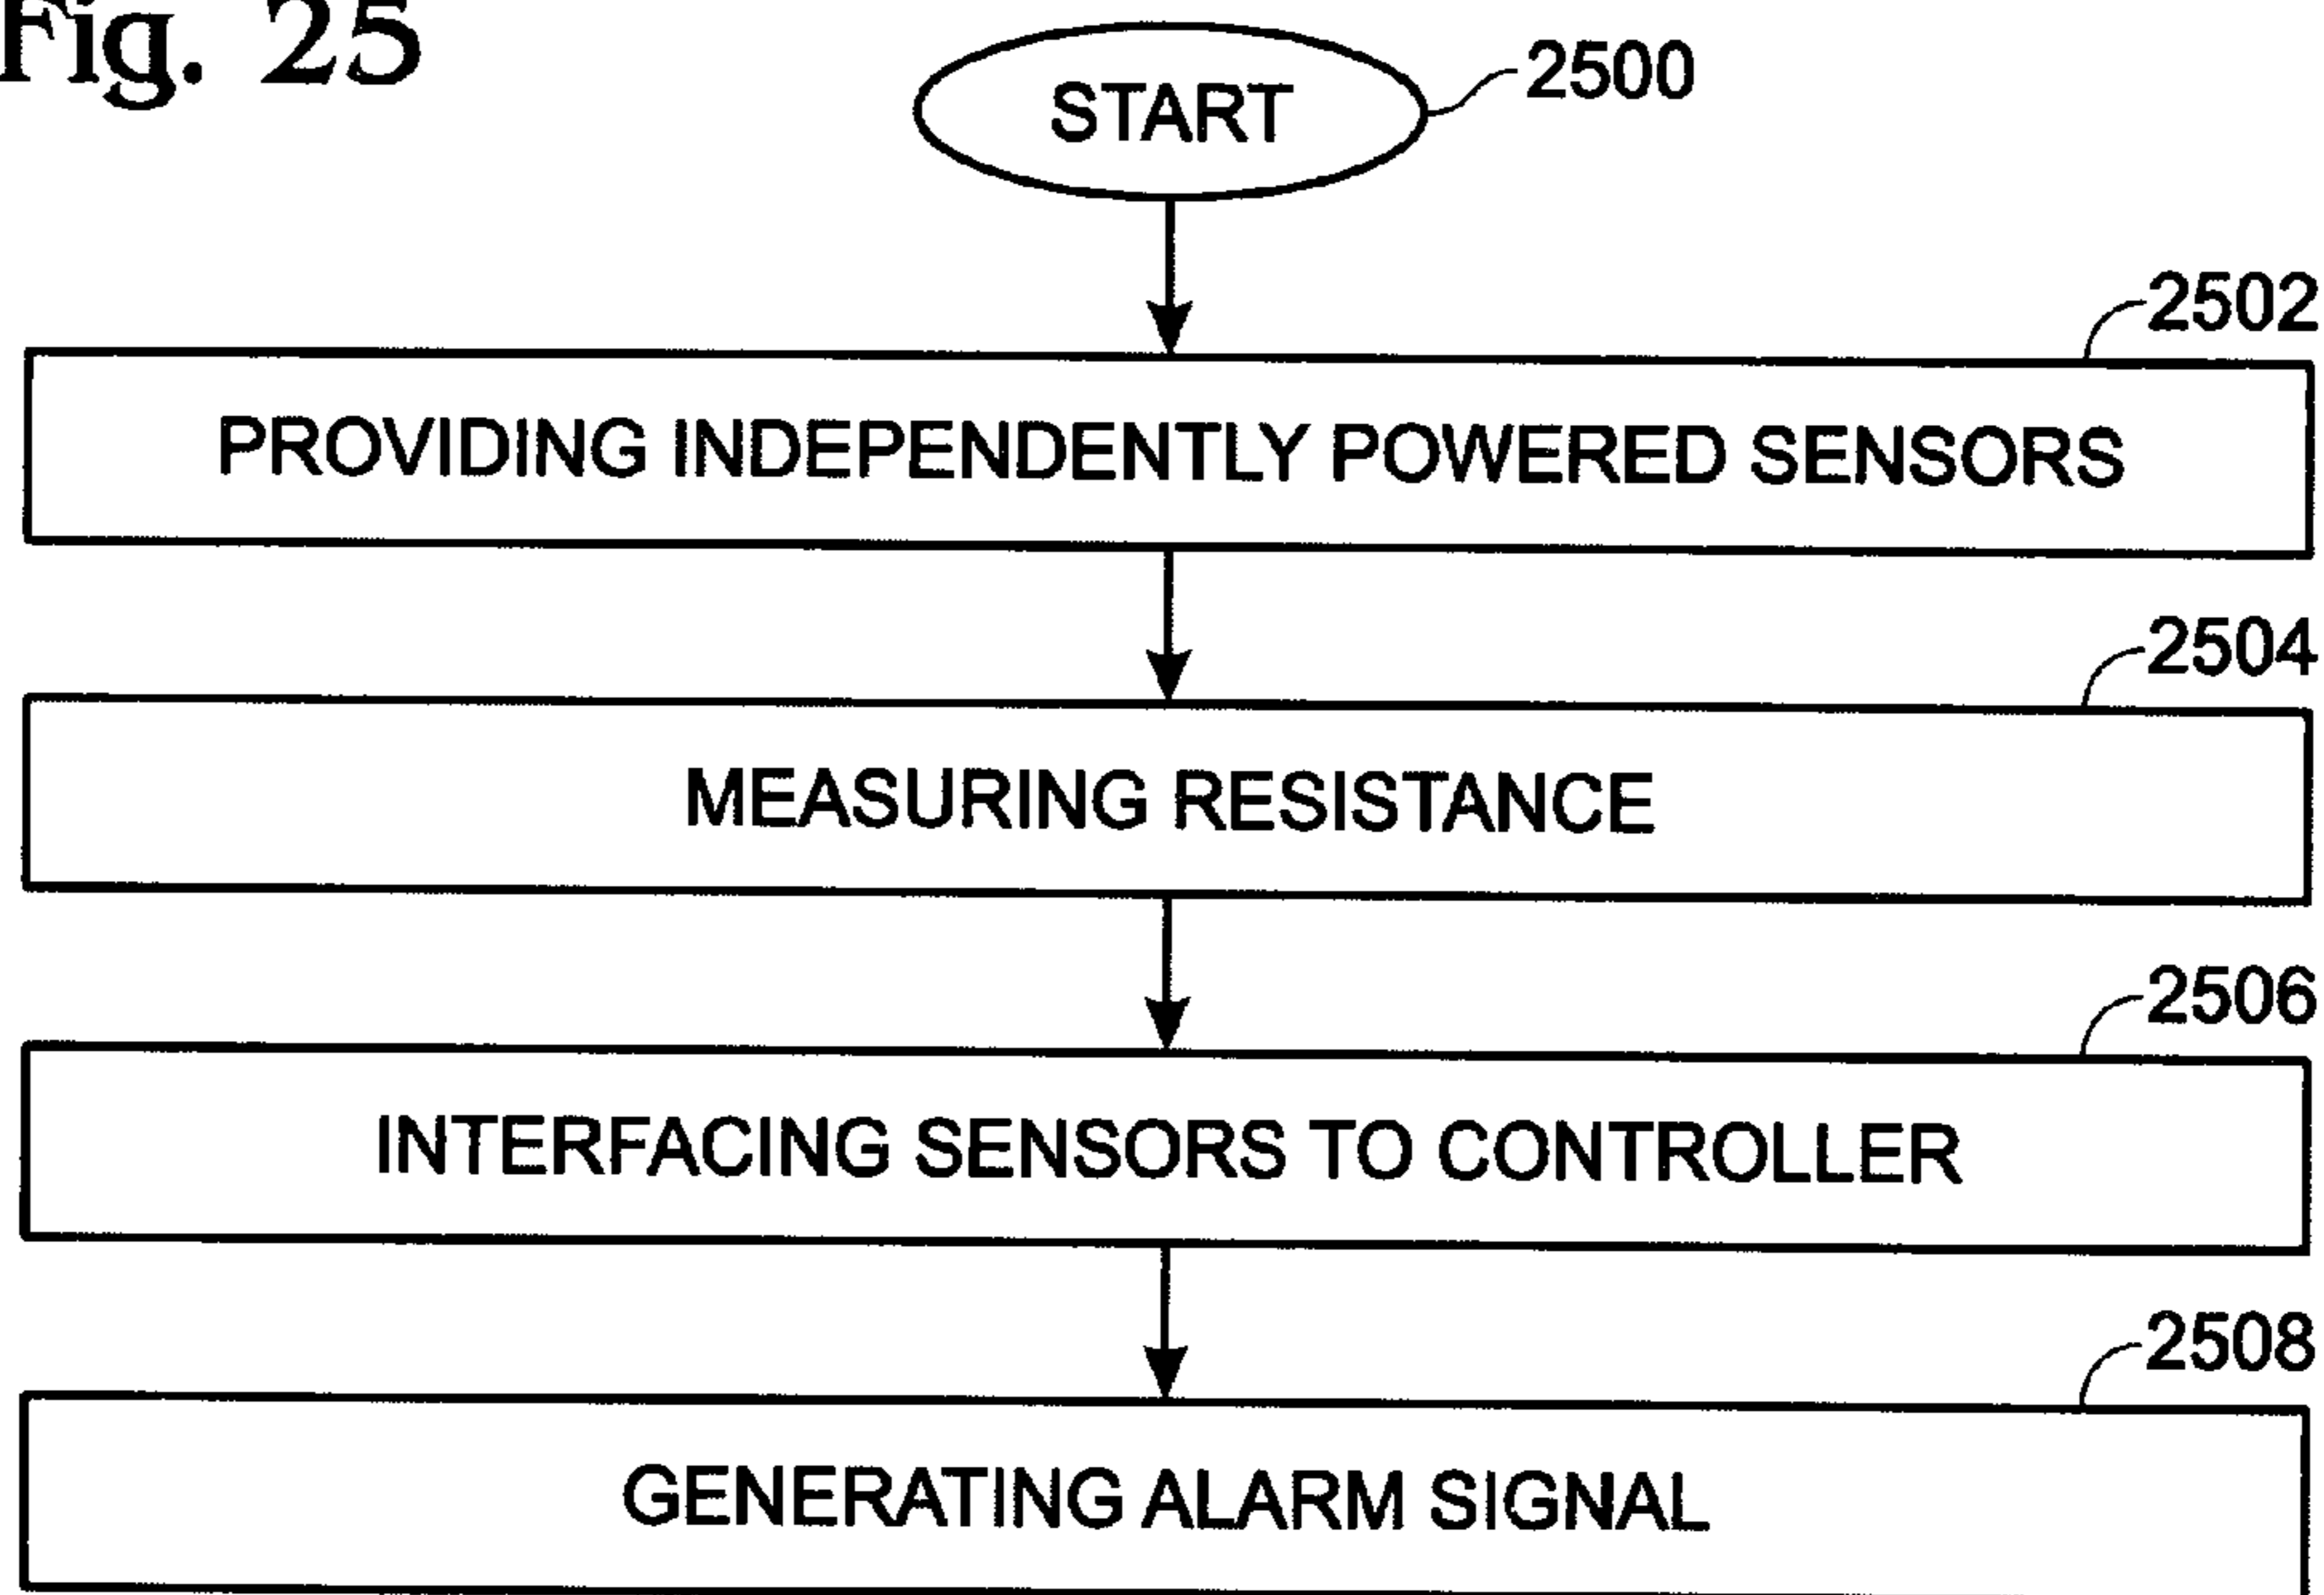 Fig. 25
START
2500
2502
PROVIDING INDEPENDENTLY POWERED SENSORS
2504
MEASURING RESISTANCE
2506
INTERFACING SENSORS TO CONTROLLER
2508
GENERATING ALARM SIGNAL